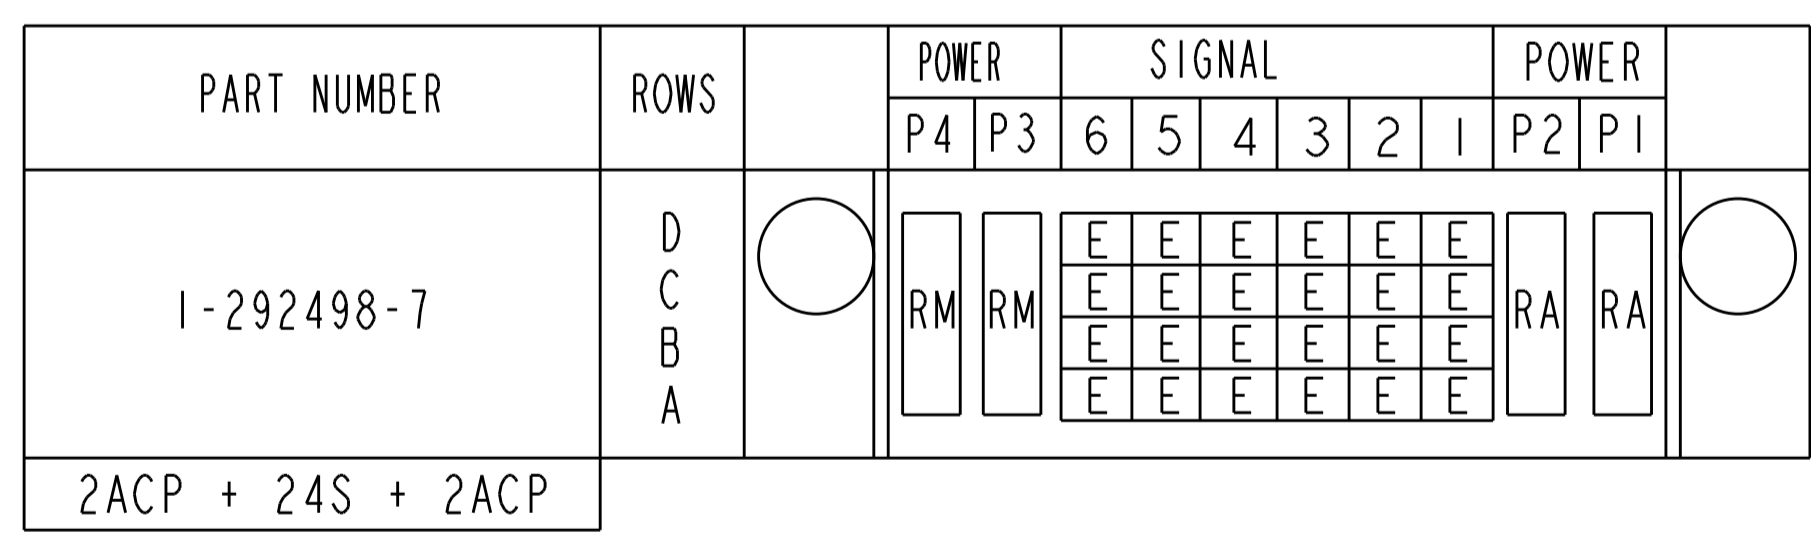 PART NUMBER ROWS POWER SIGNAL POWER
P4 P3 6 5 4 3 2 1 P2 P1
1-292498-7
D E E E E E E
C E E E E E E
RM RM RA RA
B E E E E E E
A E E E E E E
2ACP + 24S + 2ACP